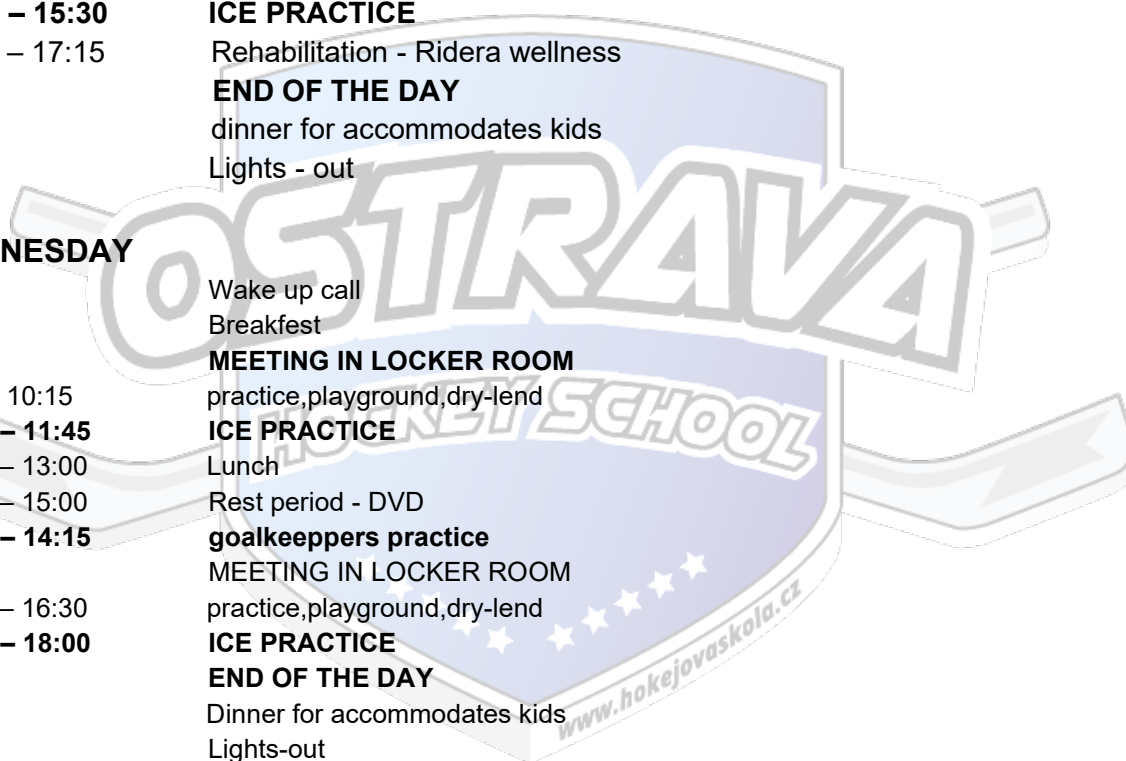 – 15:30 ICE PRACTICE
– 17:15 Rehabilitation - Ridera wellness
END OF THE DAY
dinner for accommodates kids
Lights - out
OSTRAVA
HOCKEY SCHOOL
www.hokejovaskola.cz
NESDAY
Wake up call
Breakfest
MEETING IN LOCKER ROOM
10:15 practice,playground,dry-lend
– 11:45 ICE PRACTICE
– 13:00 Lunch
– 15:00 Rest period - DVD
– 14:15 goalkeeppers practice
MEETING IN LOCKER ROOM
– 16:30 practice,playground,dry-lend
– 18:00 ICE PRACTICE
END OF THE DAY
Dinner for accommodates kids
Lights-out